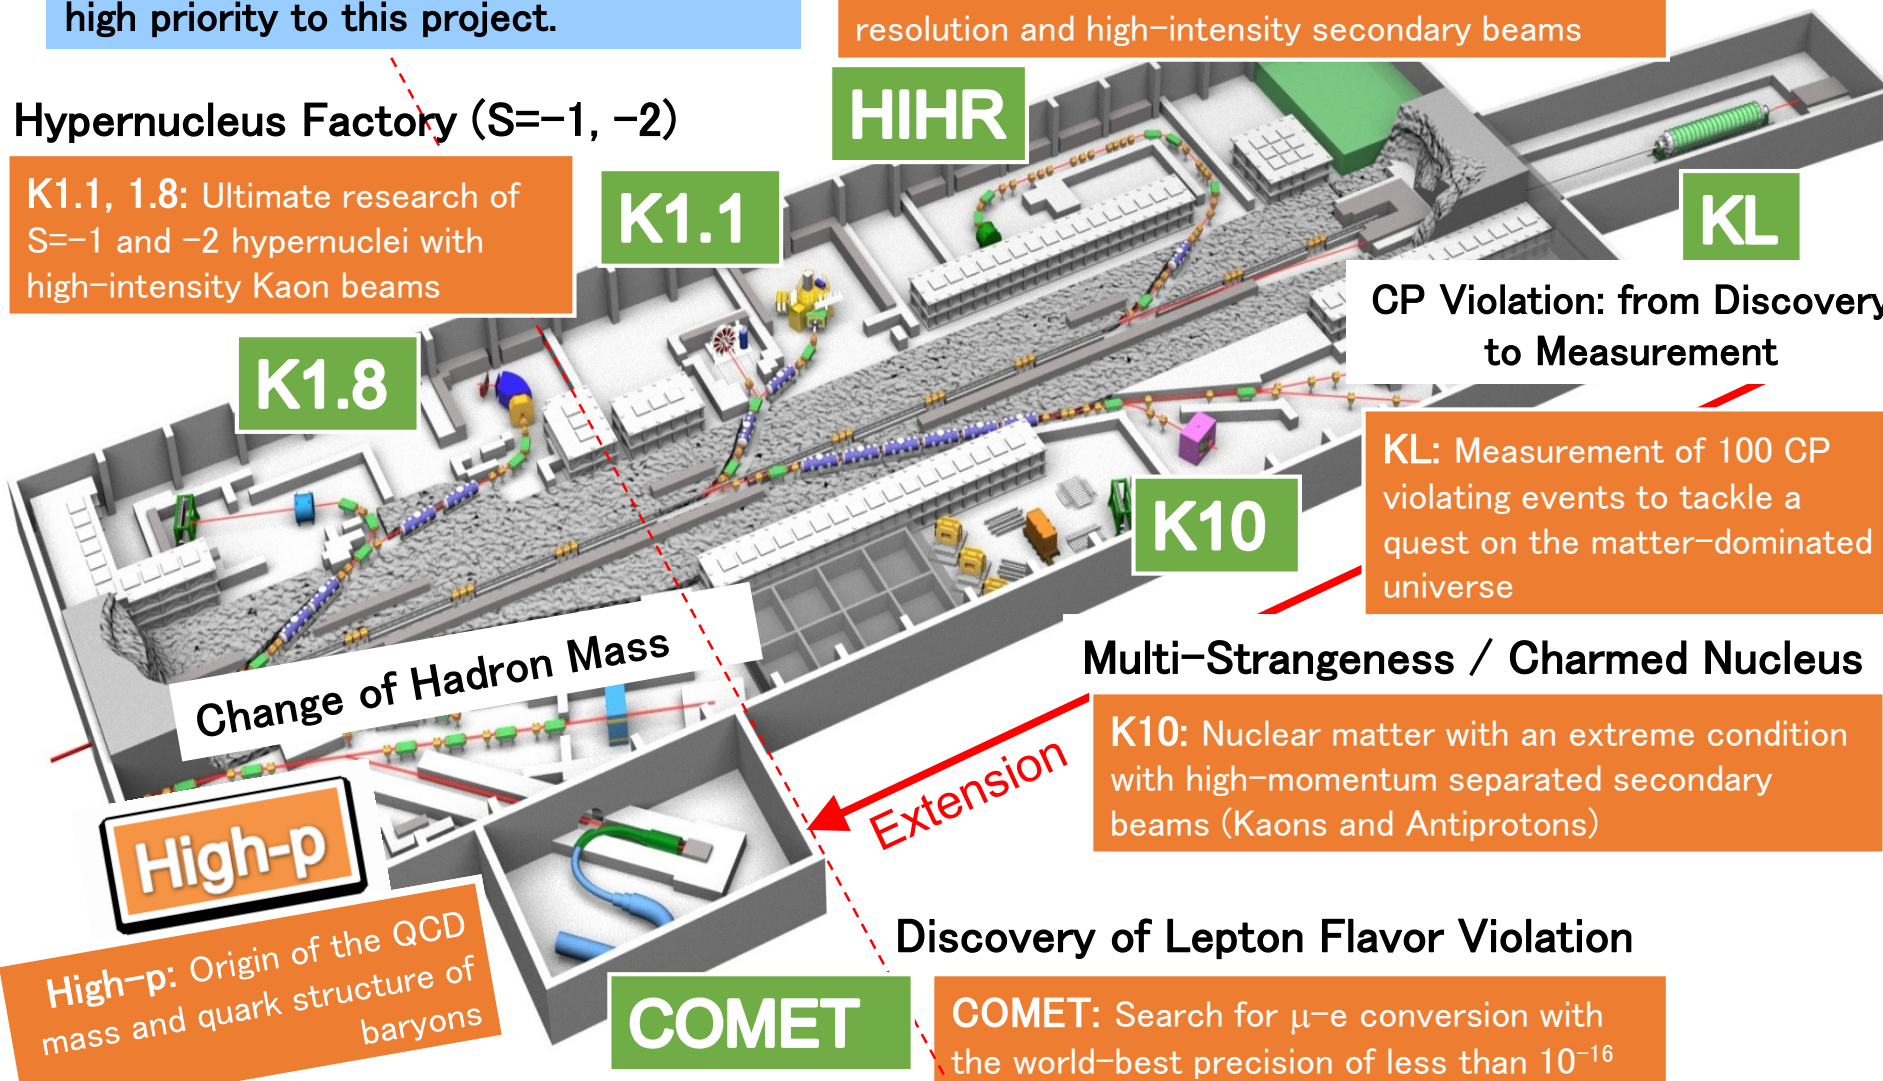 high priority to this project.
resolution and high-intensity secondary beams
HIHR
Hypernucleus Factory (S=-1, -2)
K1.1, 1.8: Ultimate research of
S=-1 and -2 hypernuclei with
high-intensity Kaon beams
K1.1
KL
CP Violation: from Discovery
to Measurement
K1.8
KL: Measurement of 100 CP
violating events to tackle a
quest on the matter-dominated
universe
K10
Change of Hadron Mass
Multi-Strangeness / Charmed Nucleus
K10: Nuclear matter with an extreme condition
with high-momentum separated secondary
beams (Kaons and Antiprotons)
Extension
High-p
High-p: Origin of the QCD
mass and quark structure of
baryons
Discovery of Lepton Flavor Violation
COMET
COMET: Search for μ-e conversion with
the world-best precision of less than 10⁻¹⁶